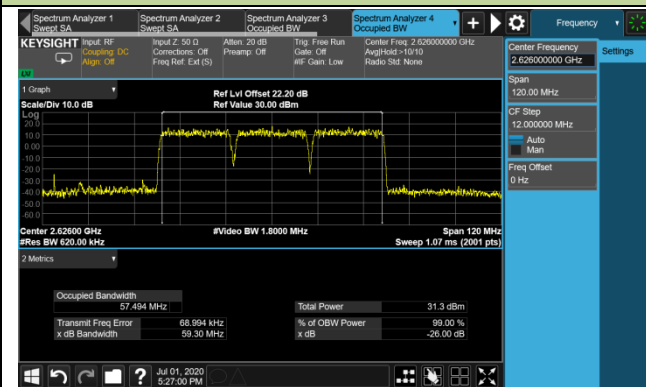 Spectrum Analyzer 1
Swept SA
Spectrum Analyzer 2
Swept SA
Spectrum Analyzer 3
Occupied BW
Spectrum Analyzer 4
Occupied BW
Frequency
KEYSIGHT
Input: RF
Coupling: DC
Align: Off
Input Z: 50 Ω
Corrections: Off
Freq Ref: Ext (S)
Atten: 20 dB
Preamp: Off
Trig: Free Run
Gate: Off
#IF Gain: Low
Center Freq: 2.626000000 GHz
Avg|Hold:>10/10
Radio Std: None
LXI
Center Frequency
2.626000000 GHz
Settings
Span
120.00 MHz
CF Step
12.000000 MHz
Auto
Man
Freq Offset
0 Hz
1 Graph
Scale/Div 10.0 dB
Ref Lvl Offset 22.20 dB
Ref Value 30.00 dBm
Log
20.0
10.0
0.00
-10.0
-20.0
-30.0
-40.0
-50.0
-60.0
Center 2.62600 GHz
#Res BW 620.00 kHz
#Video BW 1.8000 MHz
Span 120 MHz
Sweep 1.07 ms (2001 pts)
2 Metrics
Occupied Bandwidth
57.494 MHz
Total Power 31.3 dBm
Transmit Freq Error 68.994 kHz
% of OBW Power 99.00 %
x dB Bandwidth 59.30 MHz
x dB -26.00 dB
?
Jul 01, 2020
5:27:00 PM